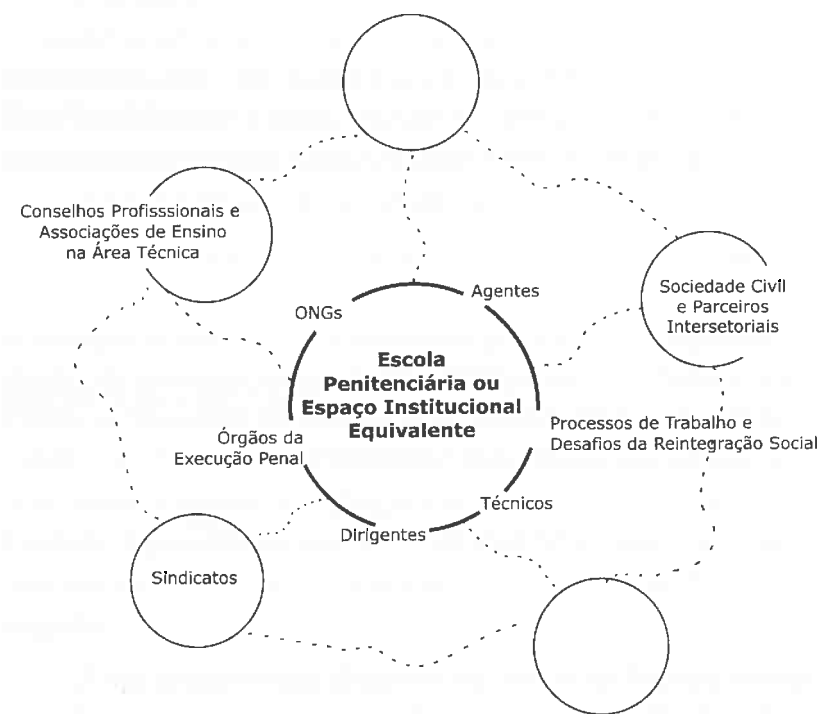 Conselhos Profisssionais e
Associações de Ensino
na Área Técnica
Sociedade Civil
e Parceiros
Intersetoriais
Agentes
ONGs
Escola
Penitenciária ou
Espaço Institucional
Equivalente
Processos de Trabalho e
Desafios da Reintegração Social
Órgãos da
Execução Penal
Técnicos
Dirigentes
Sindicatos